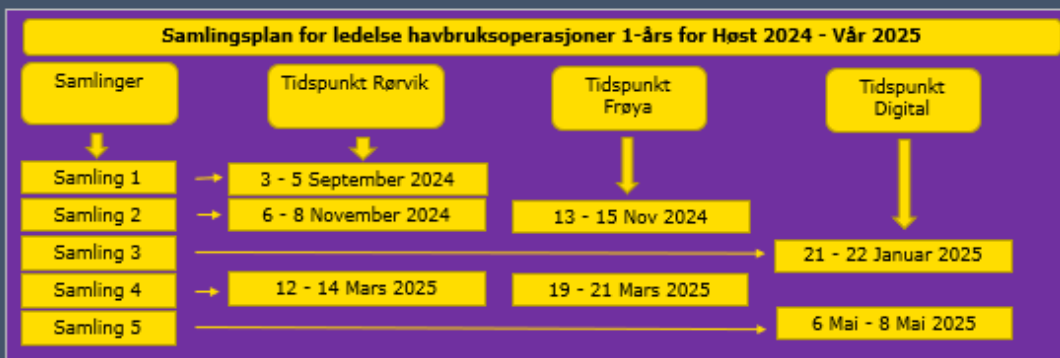 Samlingsplan for ledelse havbruksoperasjoner 1-års for Høst 2024 - Vår 2025
Samlinger
Tidspunkt Rørvik
Tidspunkt
Frøya
Tidspunkt
Digital
Samling 1
3 - 5 September 2024
Samling 2
6 - 8 November 2024
13 - 15 Nov 2024
Samling 3
21 - 22 Januar 2025
Samling 4
12 - 14 Mars 2025
19 - 21 Mars 2025
Samling 5
6 Mai - 8 Mai 2025